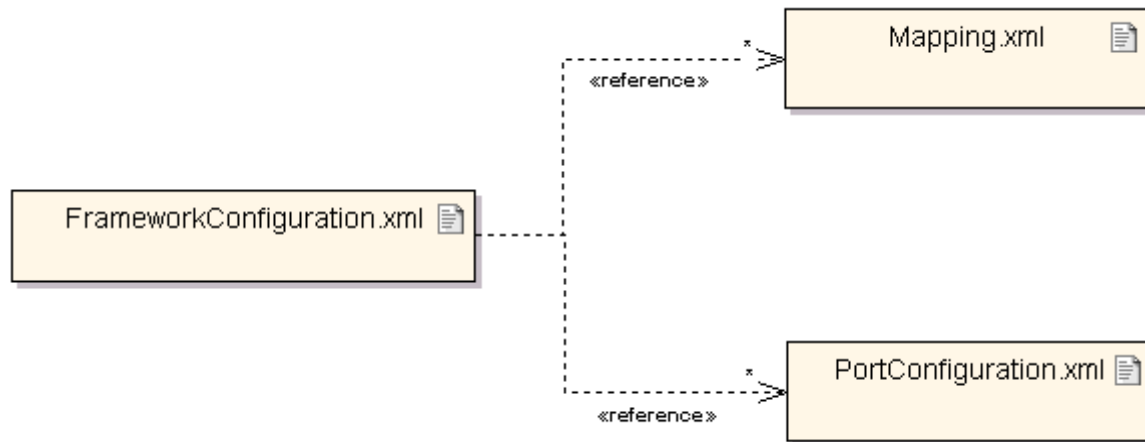 Mapping.xml
*
«reference»
FrameworkConfiguration.xml
PortConfiguration.xml
*
«reference»